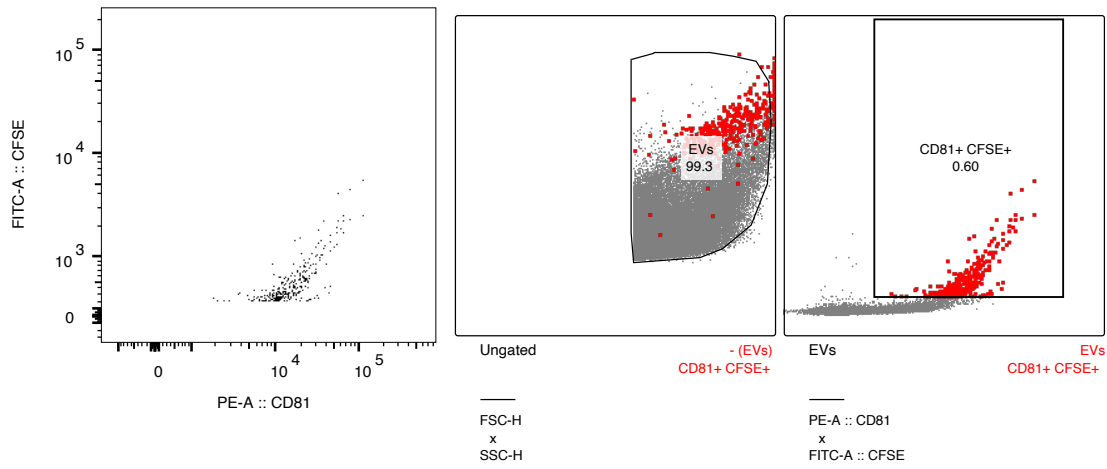 FITC-A :: CFSE
10^5
10^4
10^3
0
0
10^4
10^5
PE-A :: CD81
EVs
99.3
Ungated
- (EVs)
CD81+ CFSE+
FSC-H
x
SSC-H
CD81+ CFSE+
0.60
EVs
EVs
CD81+ CFSE+
PE-A :: CD81
x
FITC-A :: CFSE